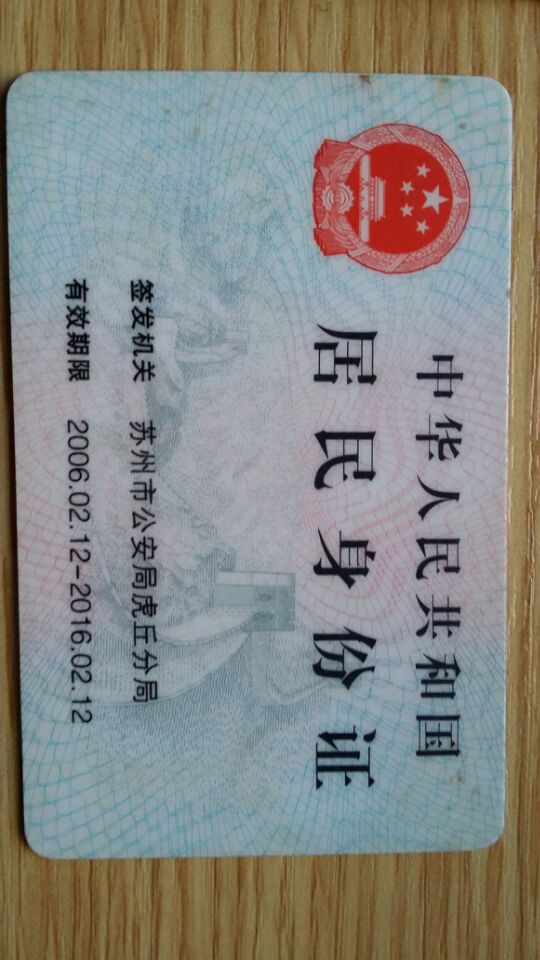 中华人民共和国
居民身份证
签发机关 苏州市公安局虎丘分局
有效期限 2006.02.12-2016.02.12